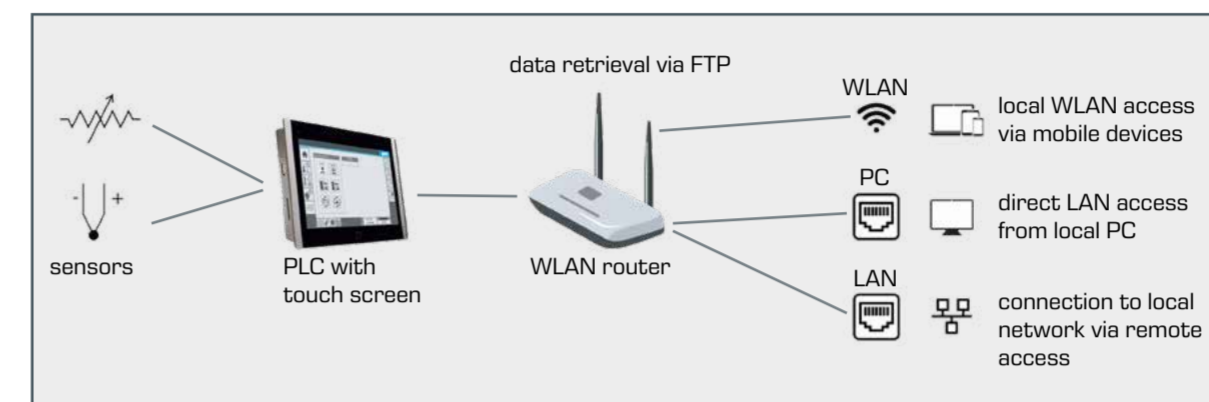 data retrieval via FTP
WLAN
local WLAN access
via mobile devices
PC
direct LAN access
from local PC
- +
sensors
PLC with
touch screen
WLAN router
LAN
connection to local
network via remote
access